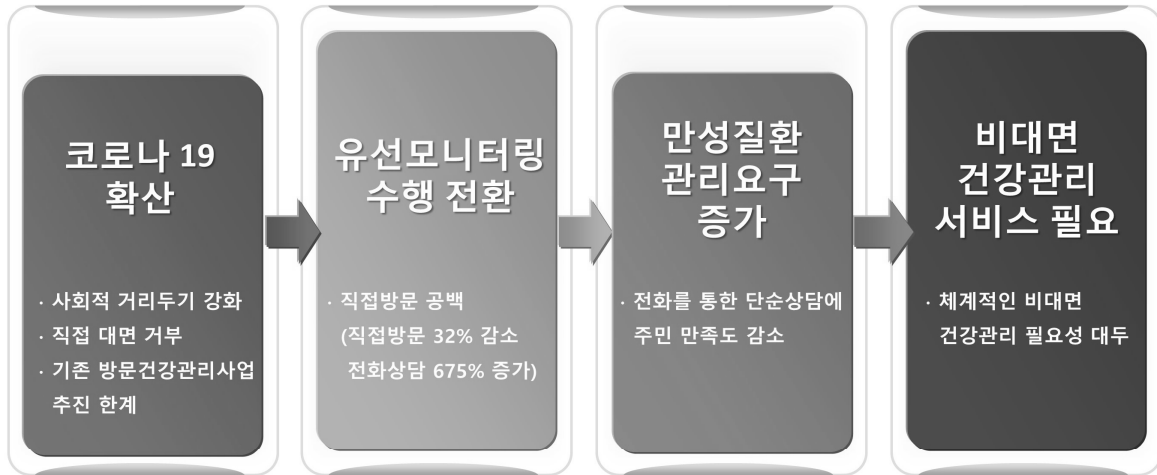 코로나 19
확산
· 사회적 거리두기 강화
· 직접 대면 거부
· 기존 방문건강관리사업
추진 한계
유선모니터링
수행 전환
· 직접방문 공백
(직접방문 32% 감소
전화상담 675% 증가)
만성질환
관리요구
증가
· 전화를 통한 단순상담에
주민 만족도 감소
비대면
건강관리
서비스 필요
· 체계적인 비대면
건강관리 필요성 대두